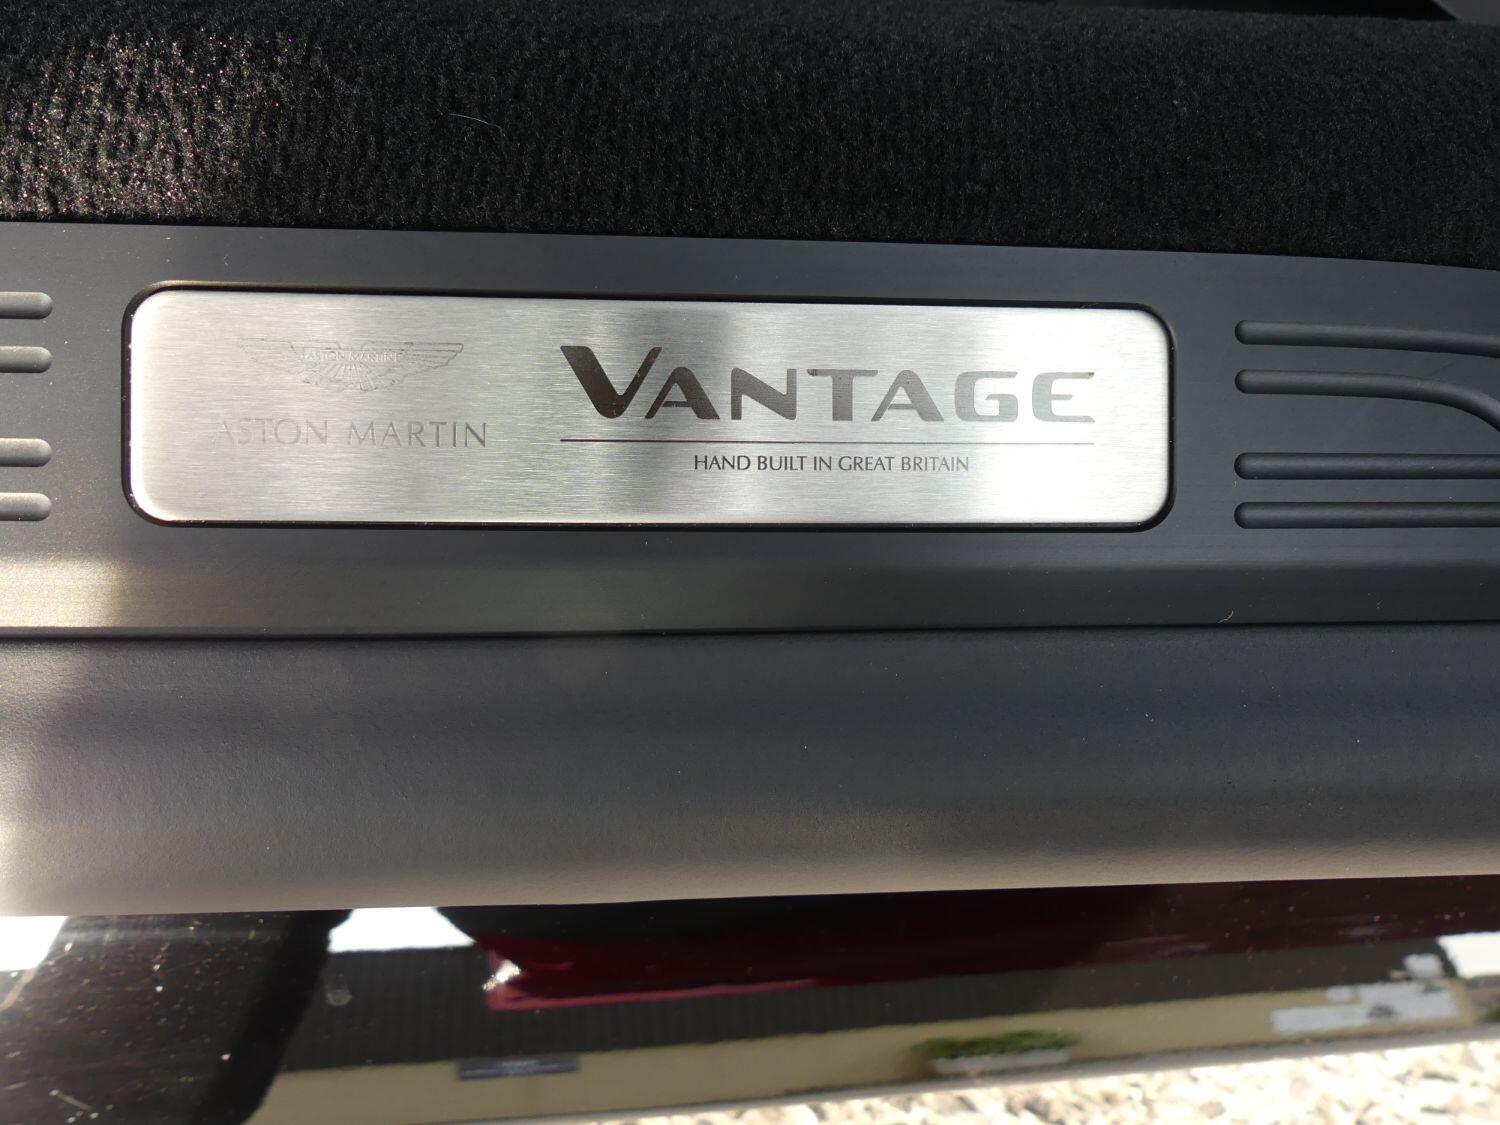 ASTON MARTIN
ASTON MARTIN
VANTAGE
HAND BUILT IN GREAT BRITAIN